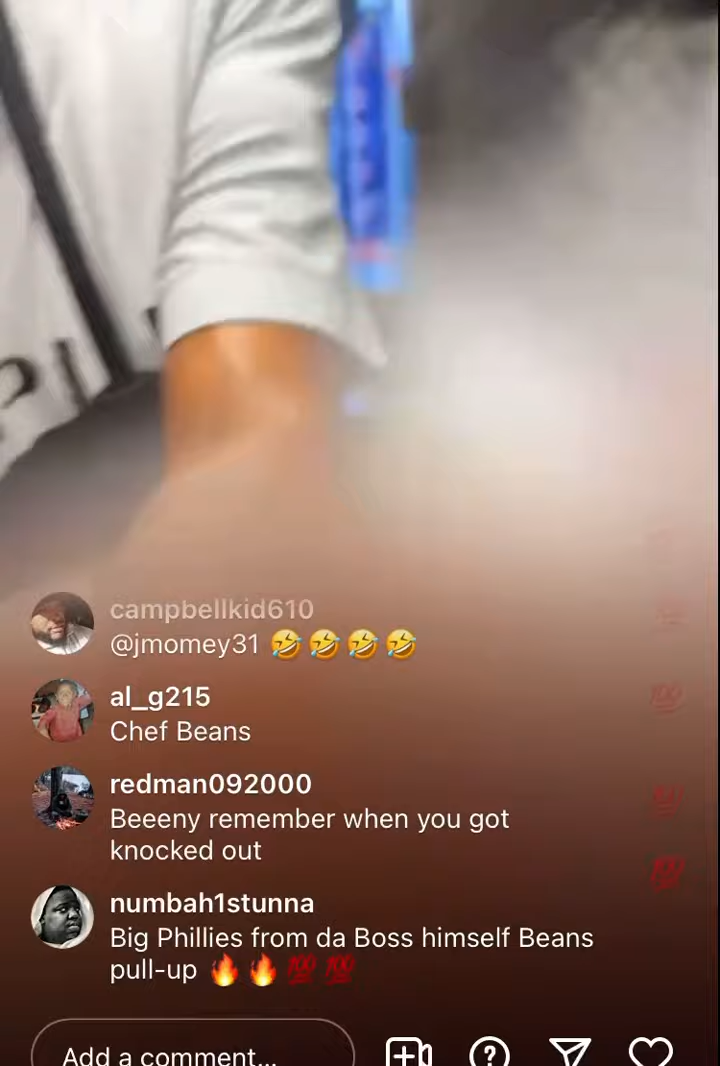 campbellkid610
@jmomey31 🤣🤣🤣🤣
al_g215
Chef Beans
redman092000
Beeeny remember when you got
knocked out
numbah1stunna
Big Phillies from da Boss himself Beans
pull-up 🔥🔥💯💯
Add a comment...